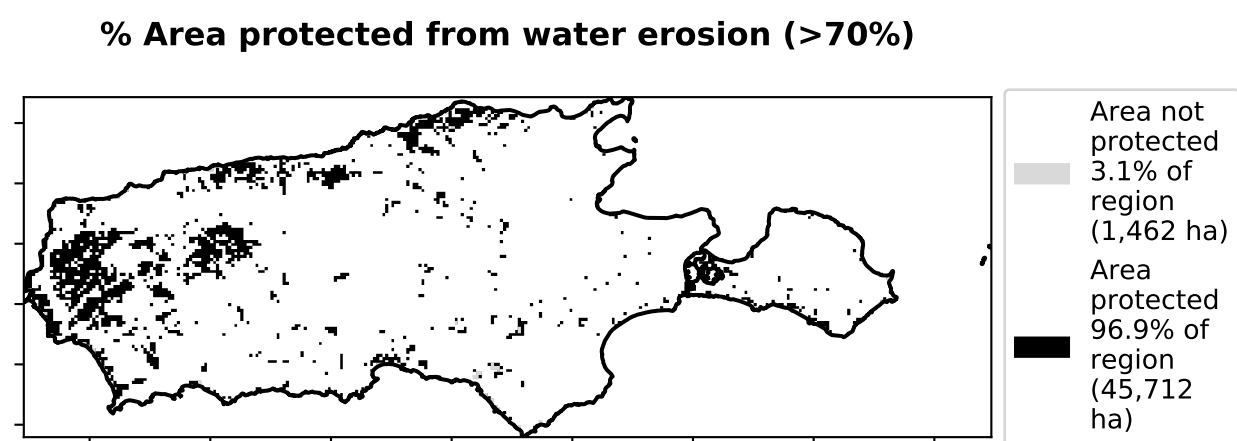 % Area protected from water erosion (>70%)
Area not
protected
3.1% of
region
(1,462 ha)
Area
protected
96.9% of
region
(45,712
ha)